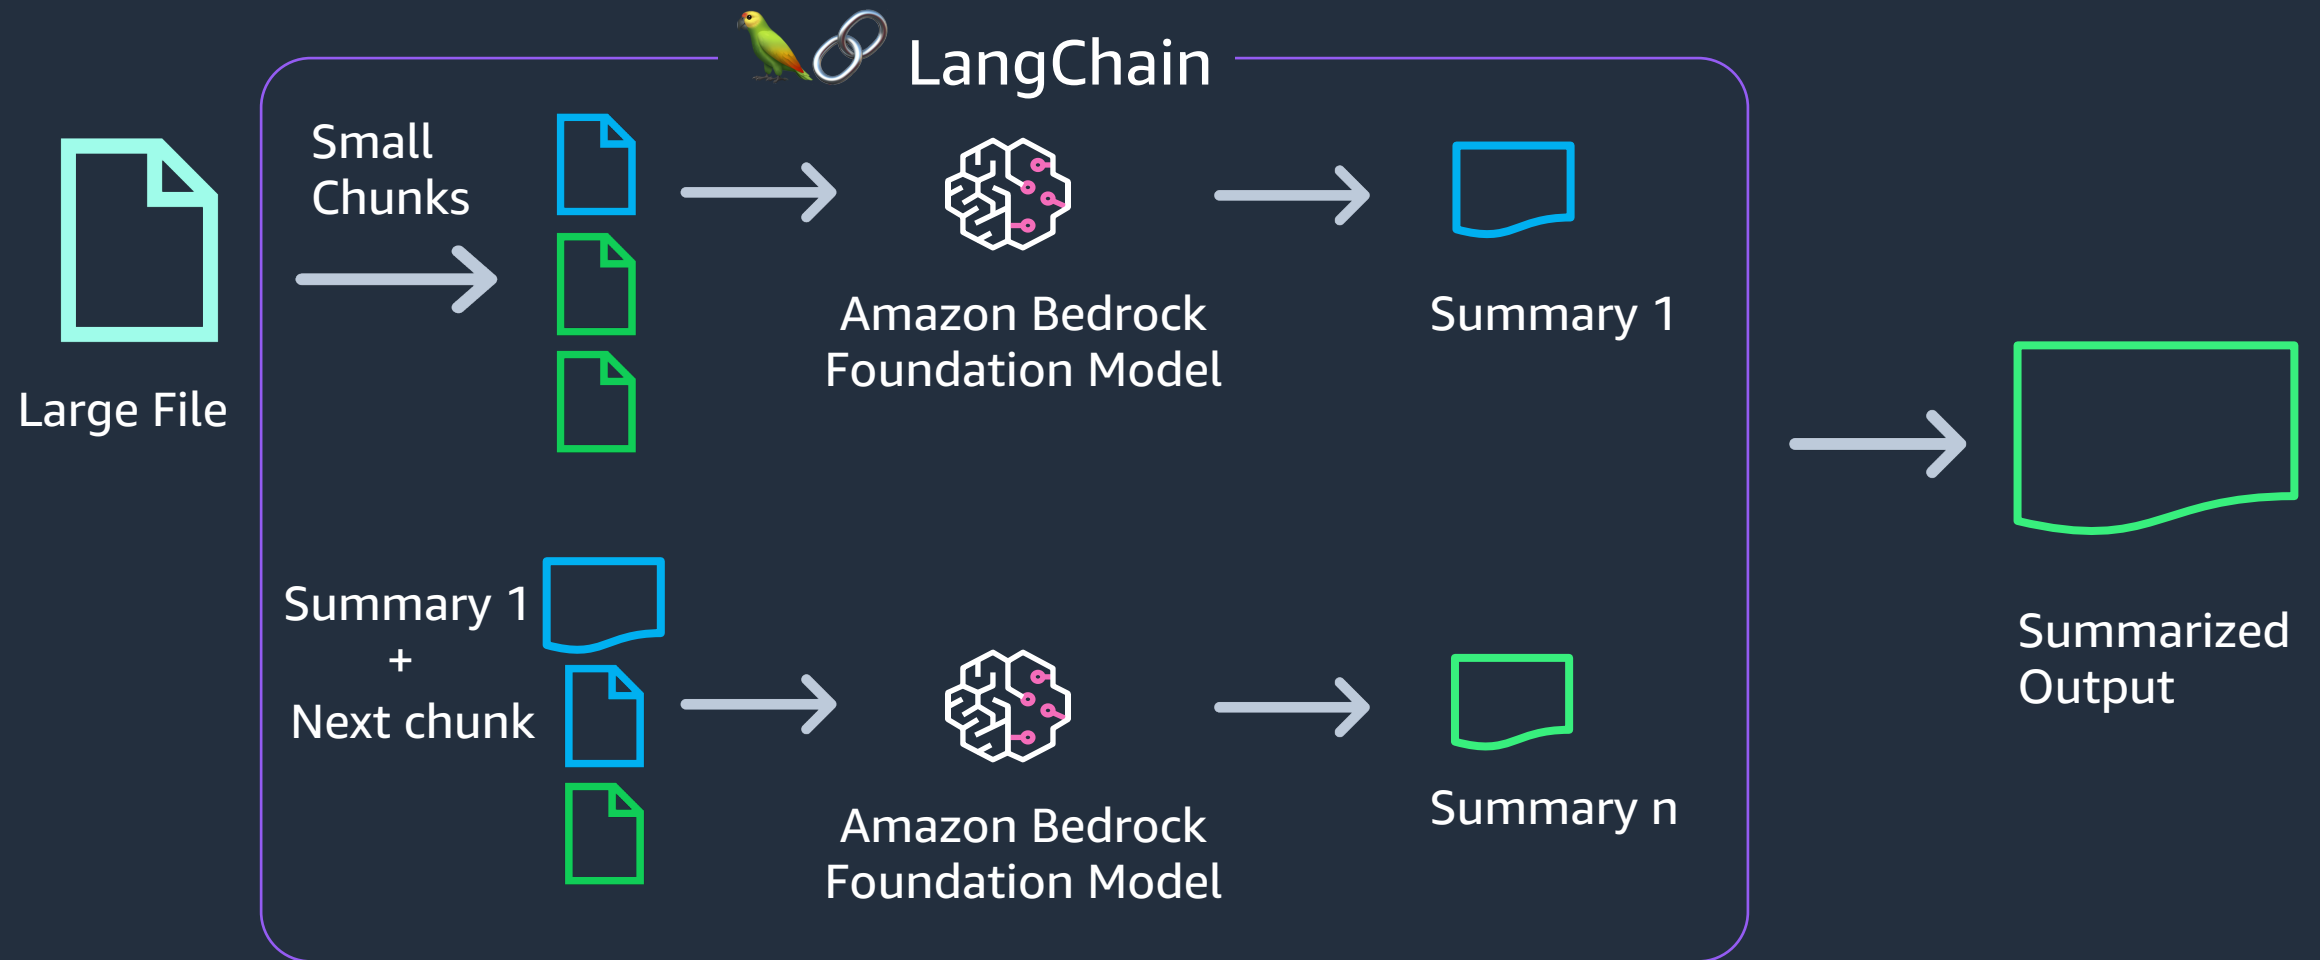 LangChain
Small
Chunks
Large File
Amazon Bedrock
Foundation Model
Summary 1
Summary 1
+
Next chunk
Amazon Bedrock
Foundation Model
Summary n
Summarized
Output